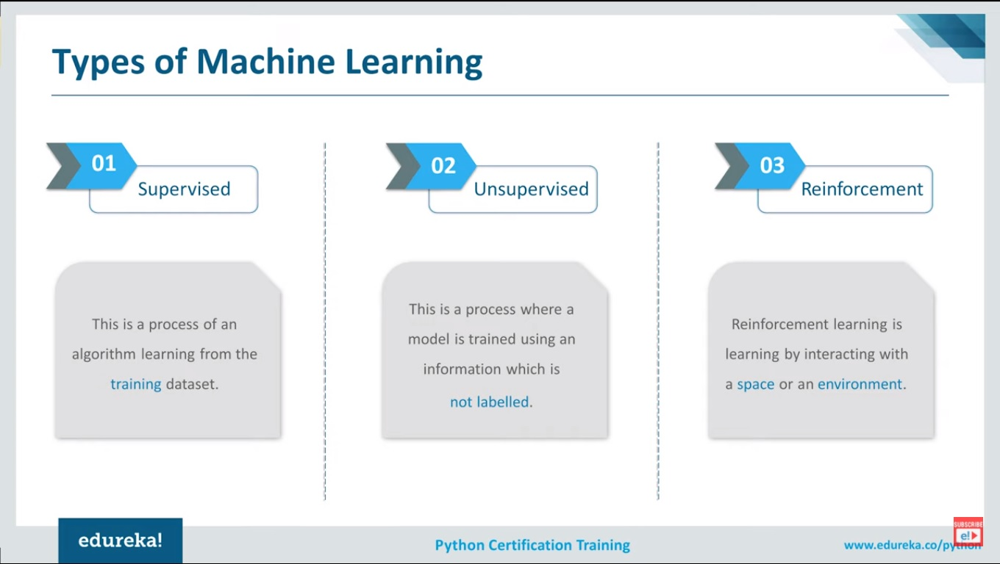 Types of Machine Learning
01
Supervised
This is a process of an
algorithm learning from the
training dataset.
02
Unsupervised
This is a process where a
model is trained using an
information which is
not labelled.
03
Reinforcement
Reinforcement learning is
learning by interacting with
a space or an environment.
edureka!
Python Certification Training
www.edureka.co/python
SUBSCRIBE
e!